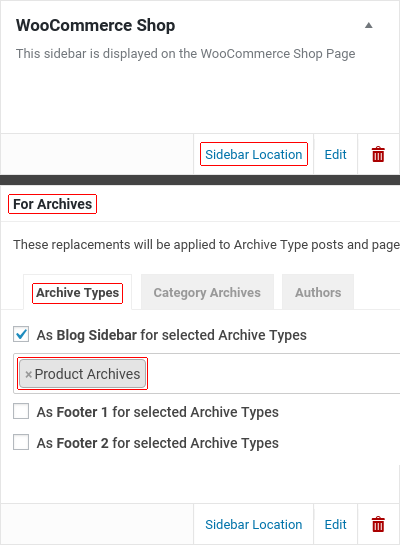 WooCommerce Shop
This sidebar is displayed on the WooCommerce Shop Page
Sidebar Location Edit
For Archives
These replacements will be applied to Archive Type posts and page
Archive Types Category Archives Authors
As Blog Sidebar for selected Archive Types
×Product Archives
As Footer 1 for selected Archive Types
As Footer 2 for selected Archive Types
Sidebar Location Edit